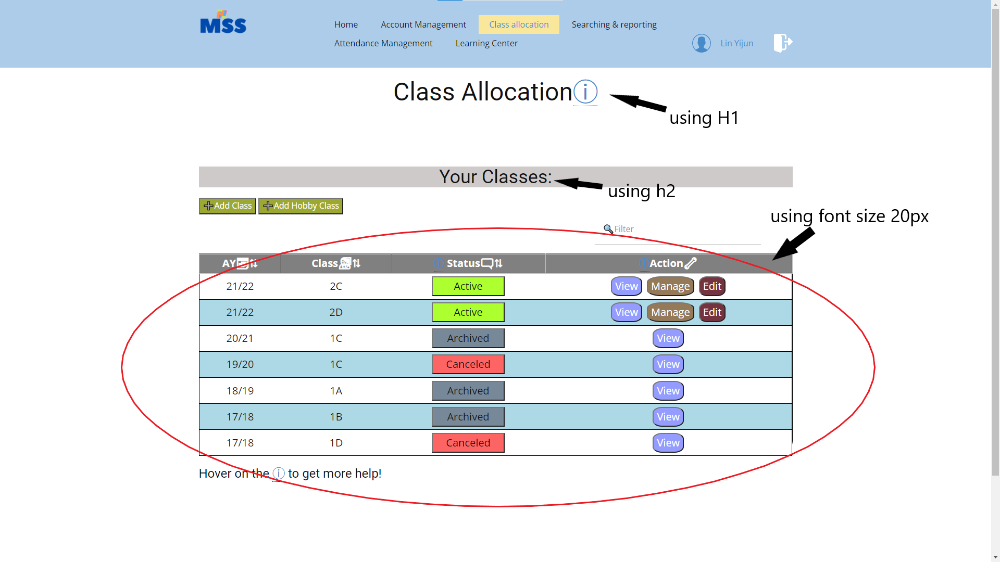 MSS
Home Account Management Class allocation Searching & reporting
Attendance Management Learning Center
Lin Yijun
Class Allocationⓘ
using H1
Your Classes:
using h2
Add Class Add Hobby Class
using font size 20px
Filter
AY Class ⓘ Status ⓘAction
21/22 2C Active View Manage Edit
21/22 2D Active View Manage Edit
20/21 1C Archived View
19/20 1C Canceled View
18/19 1A Archived View
17/18 1B Archived View
17/18 1D Canceled View
Hover on the ⓘ to get more help!